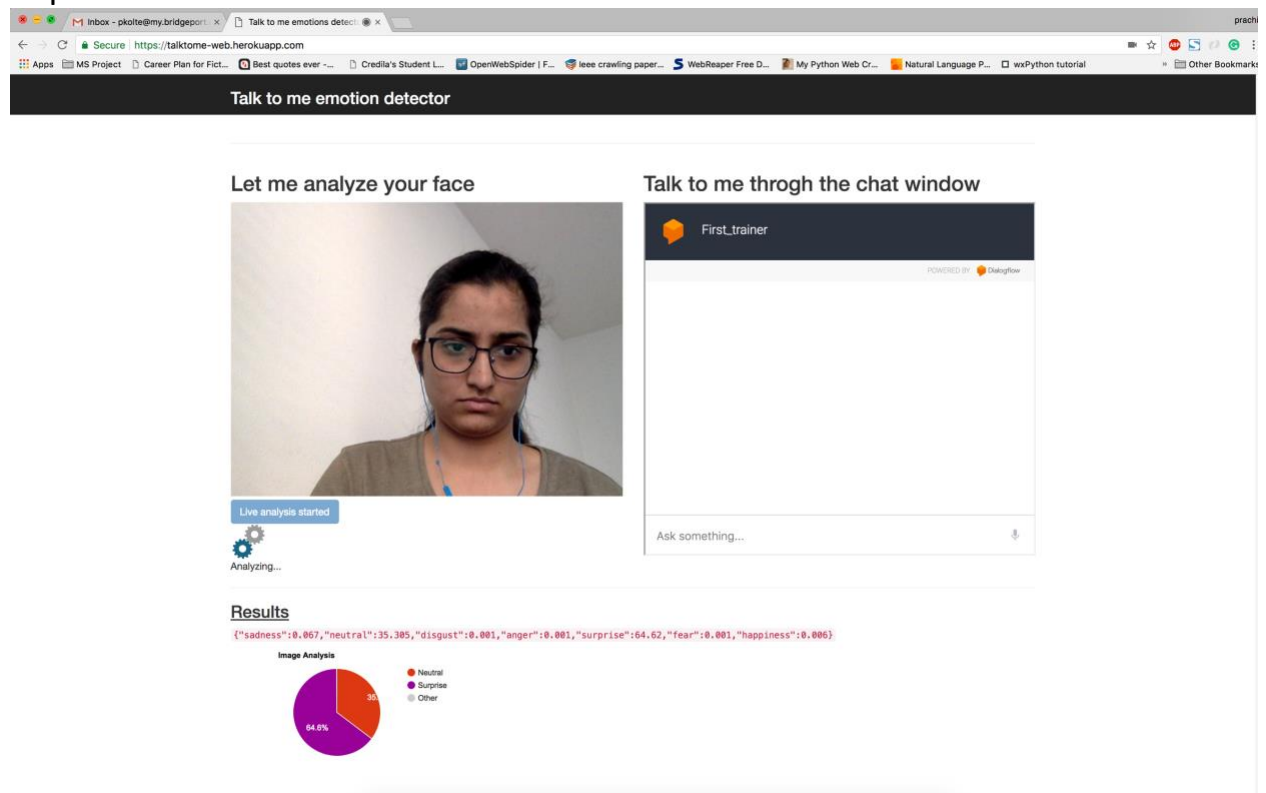 Inbox - pkolte@my.bridgeport.
Talk to me emotions detecti
prachi
Secure
https://talktome-web.herokuapp.com
Apps
MS Project
Career Plan for Fict...
Best quotes ever -...
Credila's Student L...
OpenWebSpider | F...
Ieee crawling paper...
WebReaper Free D...
My Python Web Cr...
Natural Language P...
wxPython tutorial
» Other Bookmarks
Talk to me emotion detector
Let me analyze your face
Talk to me throgh the chat window
First_trainer
POWERED BY Dialogflow
Live analysis started
Ask something...
Analyzing...
Results
{"sadness":0.067,"neutral":35.305,"disgust":0.001,"anger":0.001,"surprise":64.62,"fear":0.001,"happiness":0.006}
Image Analysis
Neutral
Surprise
Other
35.
64.6%